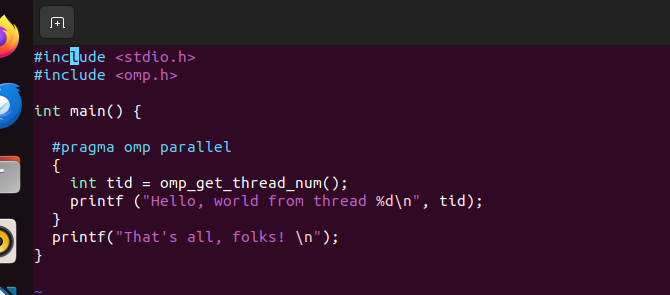 #include <stdio.h>
#include <omp.h>

int main() {

  #pragma omp parallel
  {
    int tid = omp_get_thread_num();
    printf ("Hello, world from thread %d\n", tid);
  }
  printf("That's all, folks! \n");
}

~